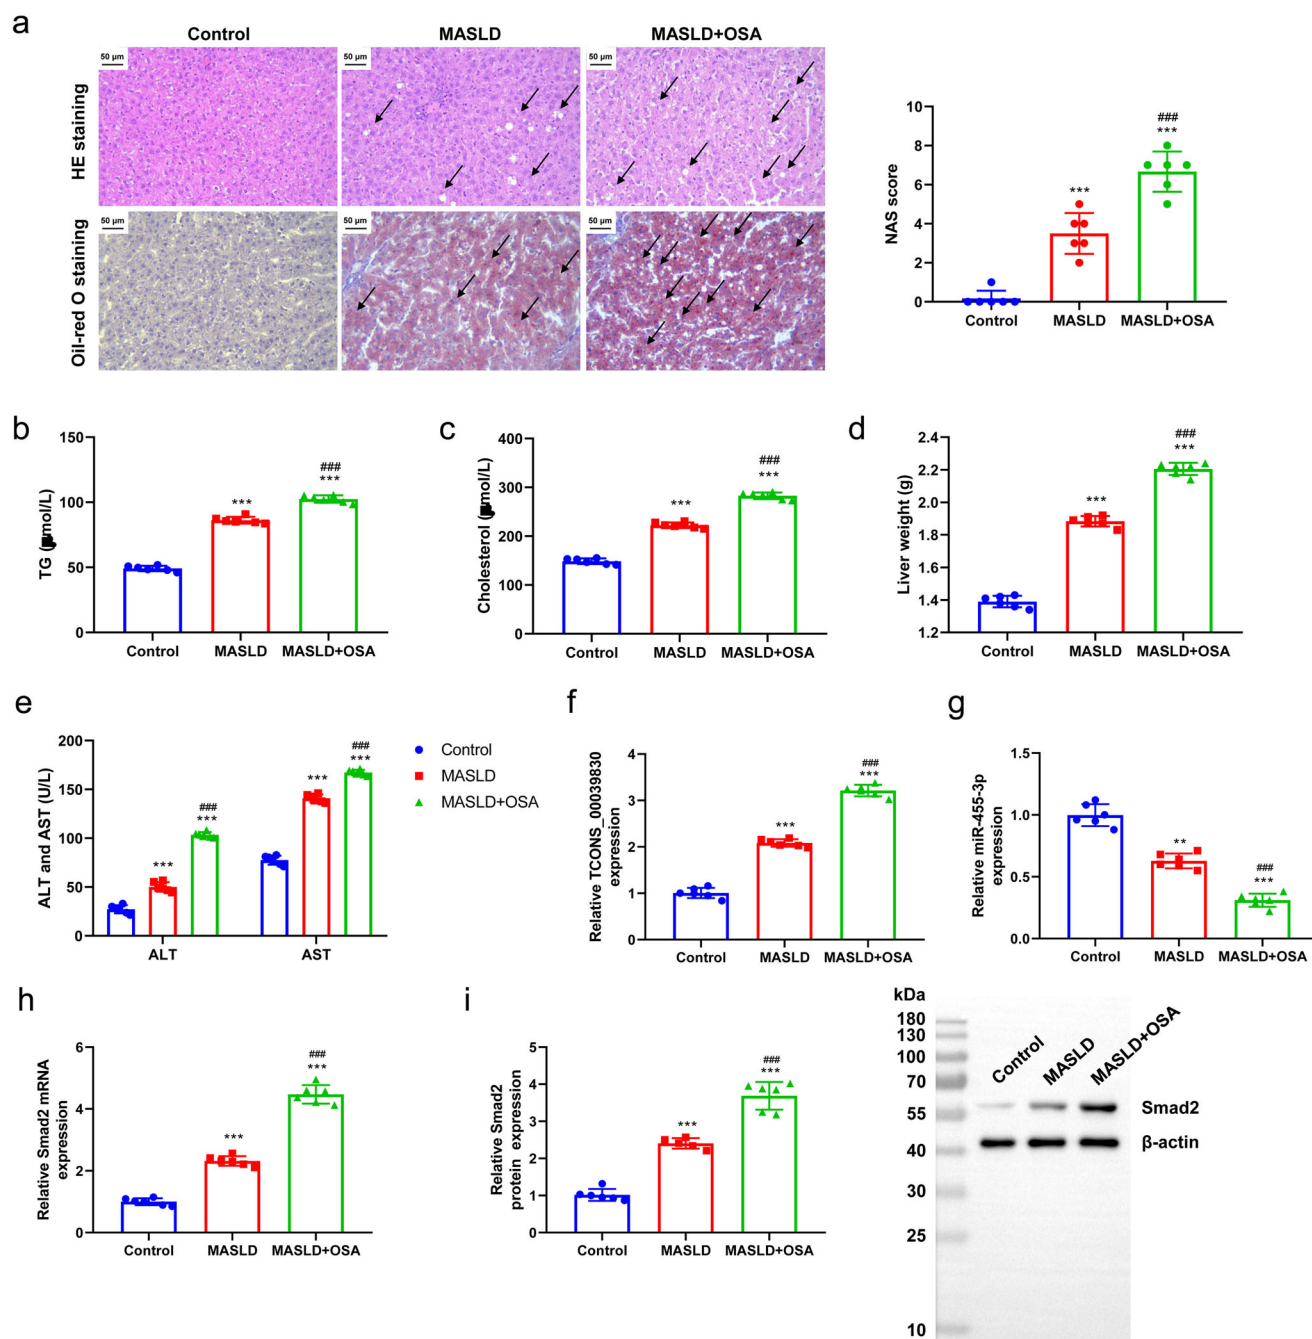 a
Control
MASLD
MASLD+OSA
HE staining
50 μm
50 μm
50 μm
Oil-red O staining
50 μm
50 μm
50 μm
NAS score
10
8
6
4
2
0
***
###
***
Control
MASLD
MASLD+OSA
b
TG (μmol/L)
150
100
50
0
***
###
***
Control
MASLD
MASLD+OSA
c
Cholesterol (μmol/L)
400
300
200
100
0
***
###
***
Control
MASLD
MASLD+OSA
d
Liver weight (g)
2.4
2.2
2.0
1.8
1.6
1.4
1.2
***
###
***
Control
MASLD
MASLD+OSA
e
ALT and AST (U/L)
200
150
100
50
0
***
###
***
***
###
***
ALT
AST
Control
MASLD
MASLD+OSA
f
Relative TCONS_00039830
expression
4
3
2
1
0
***
###
***
Control
MASLD
MASLD+OSA
g
Relative miR-455-3p
expression
1.5
1.0
0.5
0.0
**
###
***
Control
MASLD
MASLD+OSA
h
Relative Smad2 mRNA
expression
6
4
2
0
***
###
***
Control
MASLD
MASLD+OSA
i
Relative Smad2
protein expression
5
4
3
2
1
0
***
###
***
Control
MASLD
MASLD+OSA
kDa
180
130
100
70
55
40
30
25
10
Control
MASLD
MASLD+OSA
Smad2
β-actin